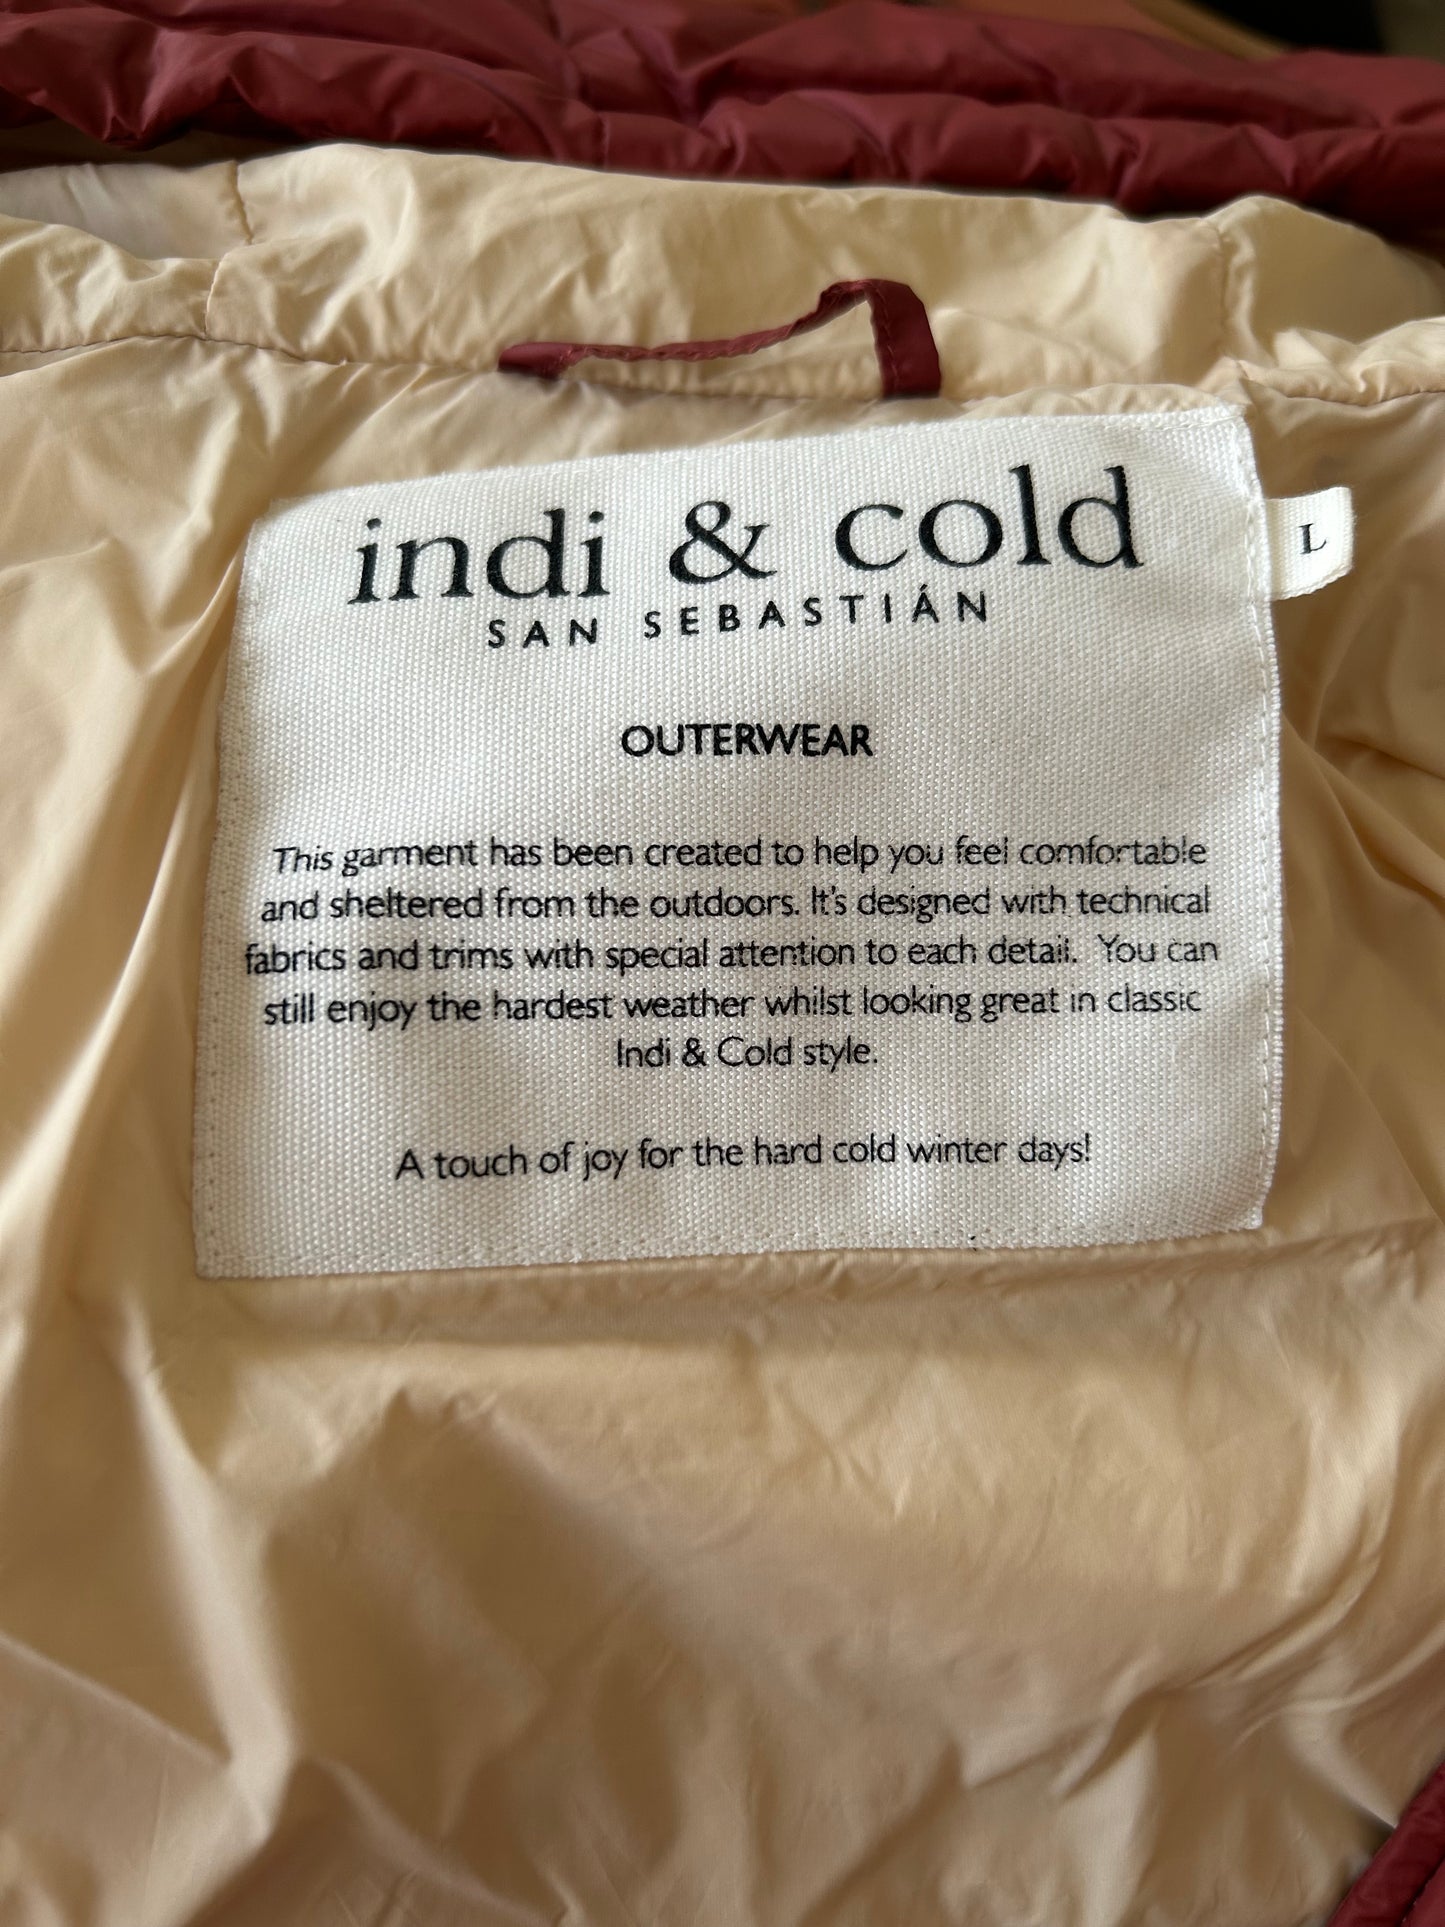 indi & cold
SAN SEBASTIÁN
L
OUTERWEAR
This garment has been created to help you feel comfortable
and sheltered from the outdoors. It's designed with technical
fabrics and trims with special attention to each detail. You can
still enjoy the hardest weather whilst looking great in classic
Indi & Cold style.
A touch of joy for the hard cold winter days!